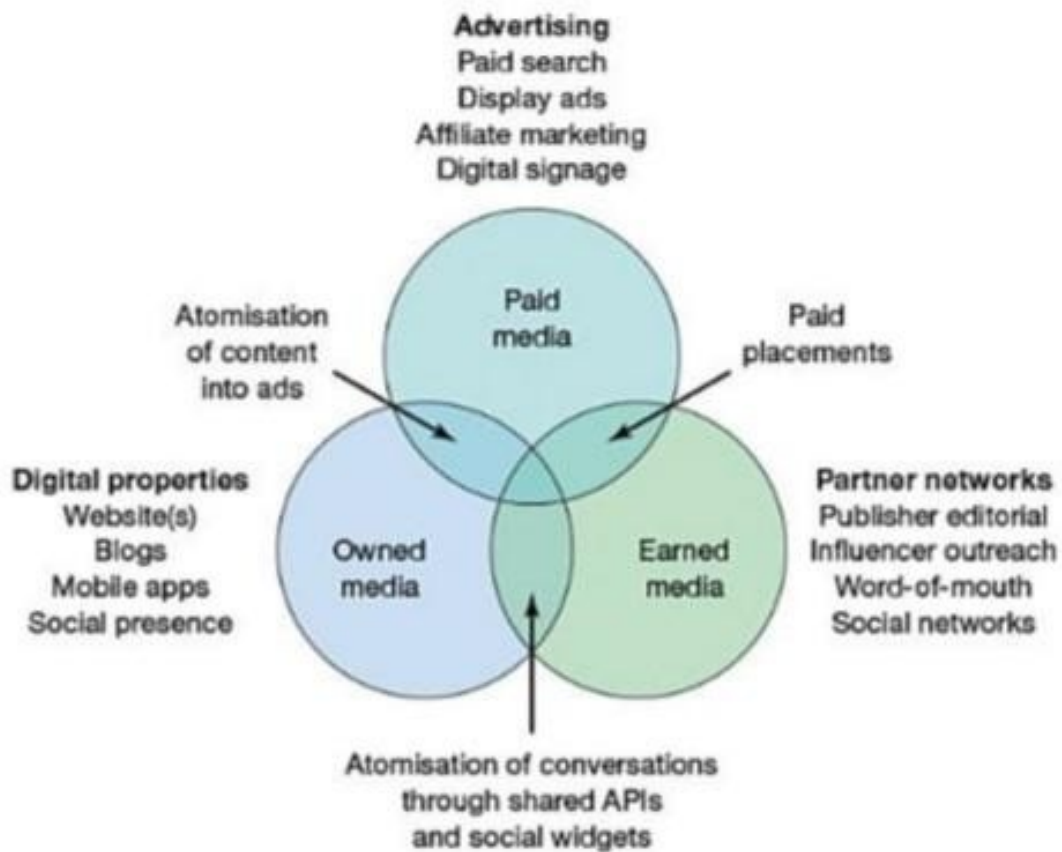 Advertising
Paid search
Display ads
Affiliate marketing
Digital signage
Paid
media
Atomisation
of content
into ads
Paid
placements
Digital properties
Website(s)
Blogs
Mobile apps
Social presence
Owned
media
Earned
media
Partner networks
Publisher editorial
Influencer outreach
Word-of-mouth
Social networks
Atomisation of conversations
through shared APIs
and social widgets